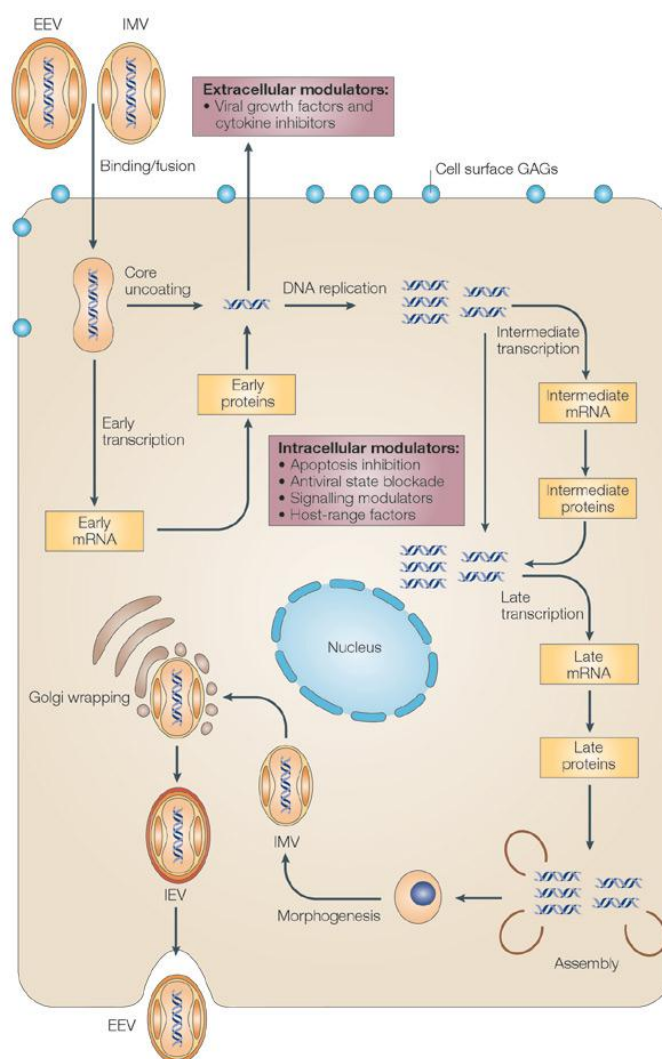 EEV
IMV
Extracellular modulators:
• Viral growth factors and
cytokine inhibitors
Binding/fusion
Cell surface GAGs
Core
uncoating
DNA replication
Intermediate
transcription
Early
proteins
Intermediate
mRNA
Early
transcription
Intracellular modulators:
• Apoptosis inhibition
• Antiviral state blockade
• Signalling modulators
• Host-range factors
Intermediate
proteins
Early
mRNA
Late
transcription
Nucleus
Late
mRNA
Golgi wrapping
Late
proteins
IMV
IEV
Morphogenesis
Assembly
EEV